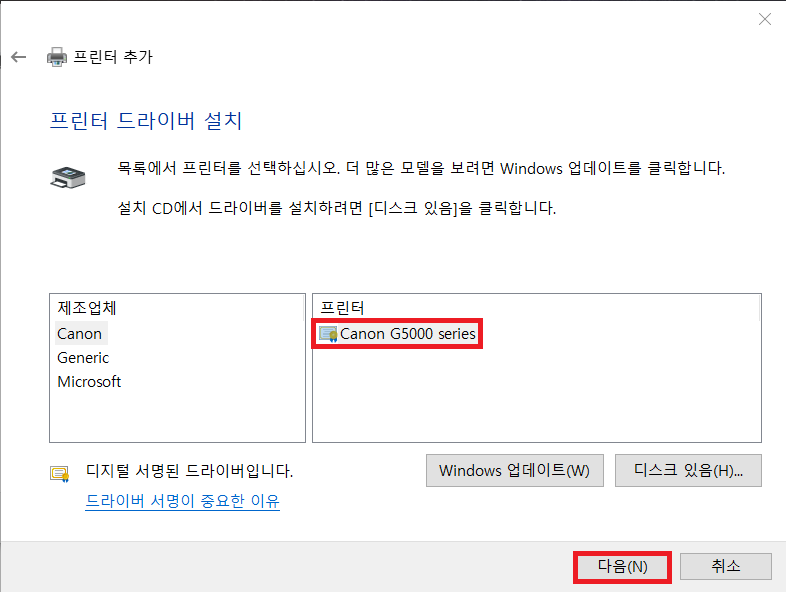 프린터 추가
프린터 드라이버 설치
목록에서 프린터를 선택하십시오. 더 많은 모델을 보려면 Windows 업데이트를 클릭합니다.
설치 CD에서 드라이버를 설치하려면 [디스크 있음]을 클릭합니다.
제조업체
Canon
Generic
Microsoft
프린터
Canon G5000 series
디지털 서명된 드라이버입니다.
드라이버 서명이 중요한 이유
Windows 업데이트(W)
디스크 있음(H)...
다음(N)
취소